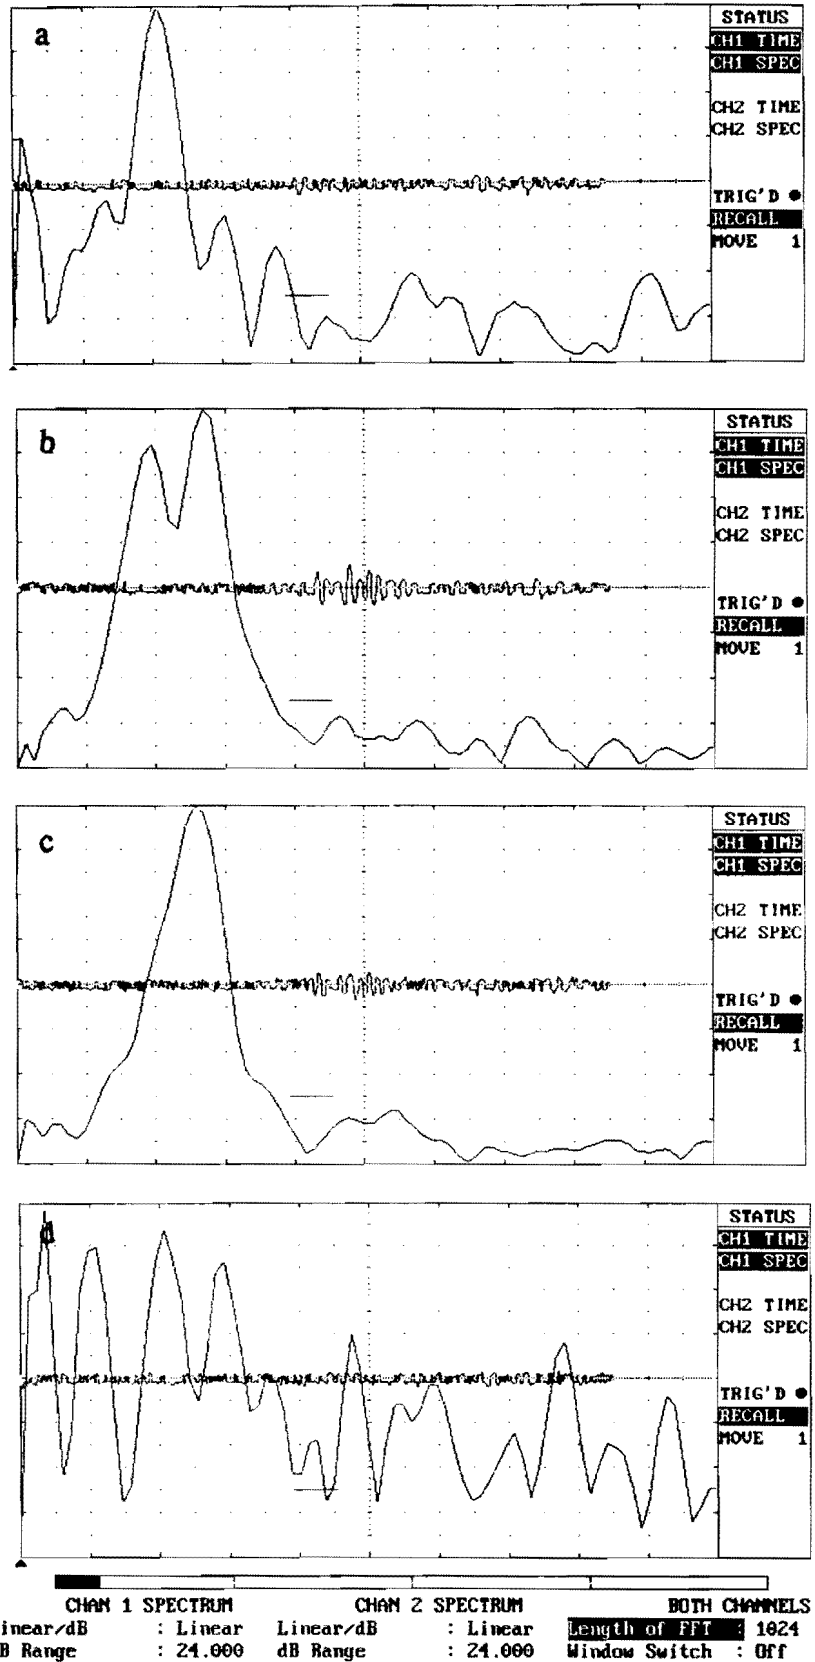 a
STATUS
CH1 TIME
CH1 SPEC
CH2 TIME
CH2 SPEC
TRIG'D ●
RECALL
MOVE 1
b
STATUS
CH1 TIME
CH1 SPEC
CH2 TIME
CH2 SPEC
TRIG'D ●
RECALL
MOVE 1
c
STATUS
CH1 TIME
CH1 SPEC
CH2 TIME
CH2 SPEC
TRIG'D ●
RECALL
MOVE 1
d
STATUS
CH1 TIME
CH1 SPEC
CH2 TIME
CH2 SPEC
TRIG'D ●
RECALL
MOVE 1
CHAN 1 SPECTRUM CHAN 2 SPECTRUM BOTH CHANNELS
inear/dB : Linear Linear/dB : Linear Length of FFT : 1024
B Range : 24.000 dB Range : 24.000 Window Switch : Off